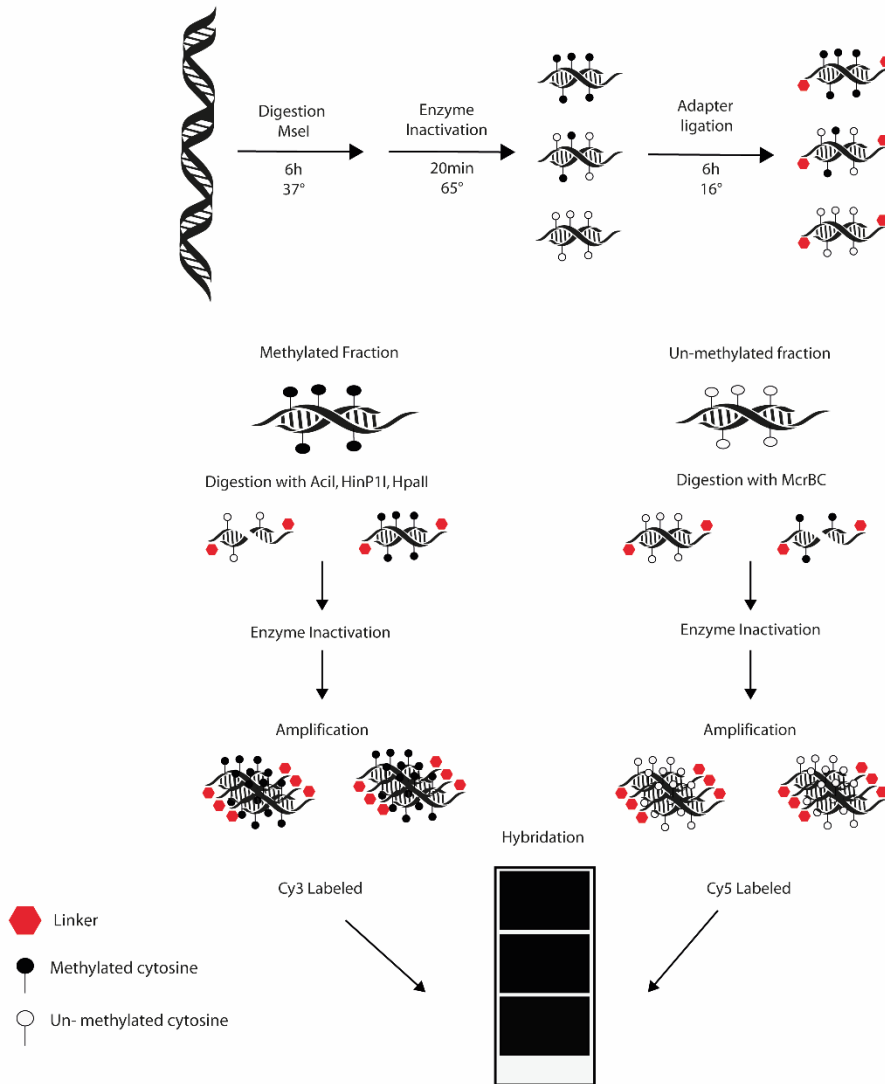 Digestion
MseI
6h
37°
Enzyme
Inactivation
20min
65°
Adapter
ligation
6h
16°
Methylated Fraction
Un-methylated fraction
Digestion with AciI, HinP1I, HpaII
Digestion with McrBC
Enzyme Inactivation
Enzyme Inactivation
Amplification
Amplification
Hybridation
Cy3 Labeled
Cy5 Labeled
Linker
Methylated cytosine
Un- methylated cytosine